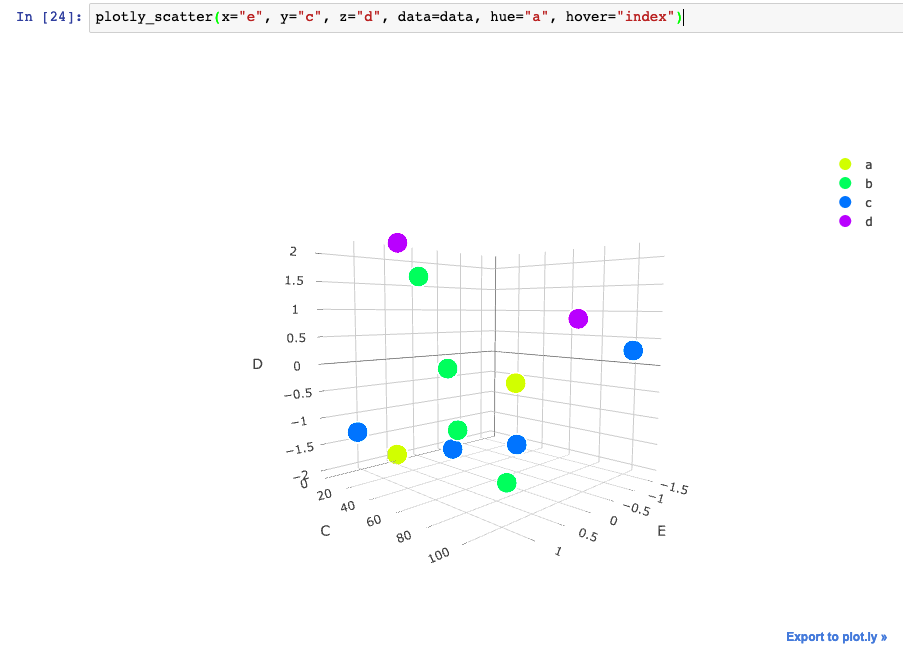 In [24]: plotly_scatter(x="e", y="c", z="d", data=data, hue="a", hover="index")
a
b
c
d
2
1.5
1
0.5
D
0
−0.5
−1
−1.5
−2
0
20
40
60
80
100
C
−1.5
−1
−0.5
0
0.5
1
E
Export to plot.ly »